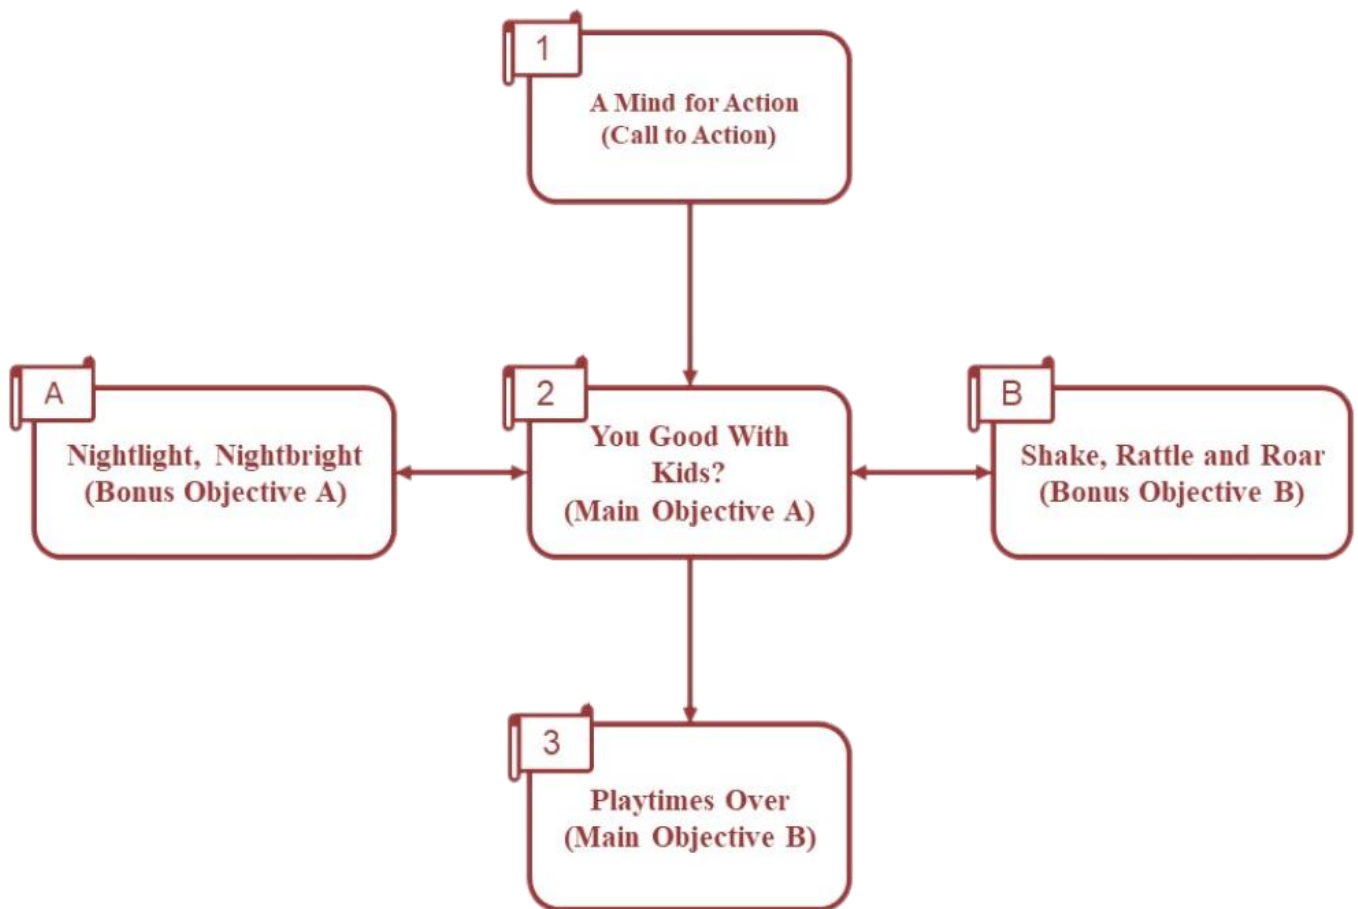 1
A Mind for Action
(Call to Action)
A
Nightlight, Nightbright
(Bonus Objective A)
2
You Good With
Kids?
(Main Objective A)
B
Shake, Rattle and Roar
(Bonus Objective B)
3
Playtimes Over
(Main Objective B)